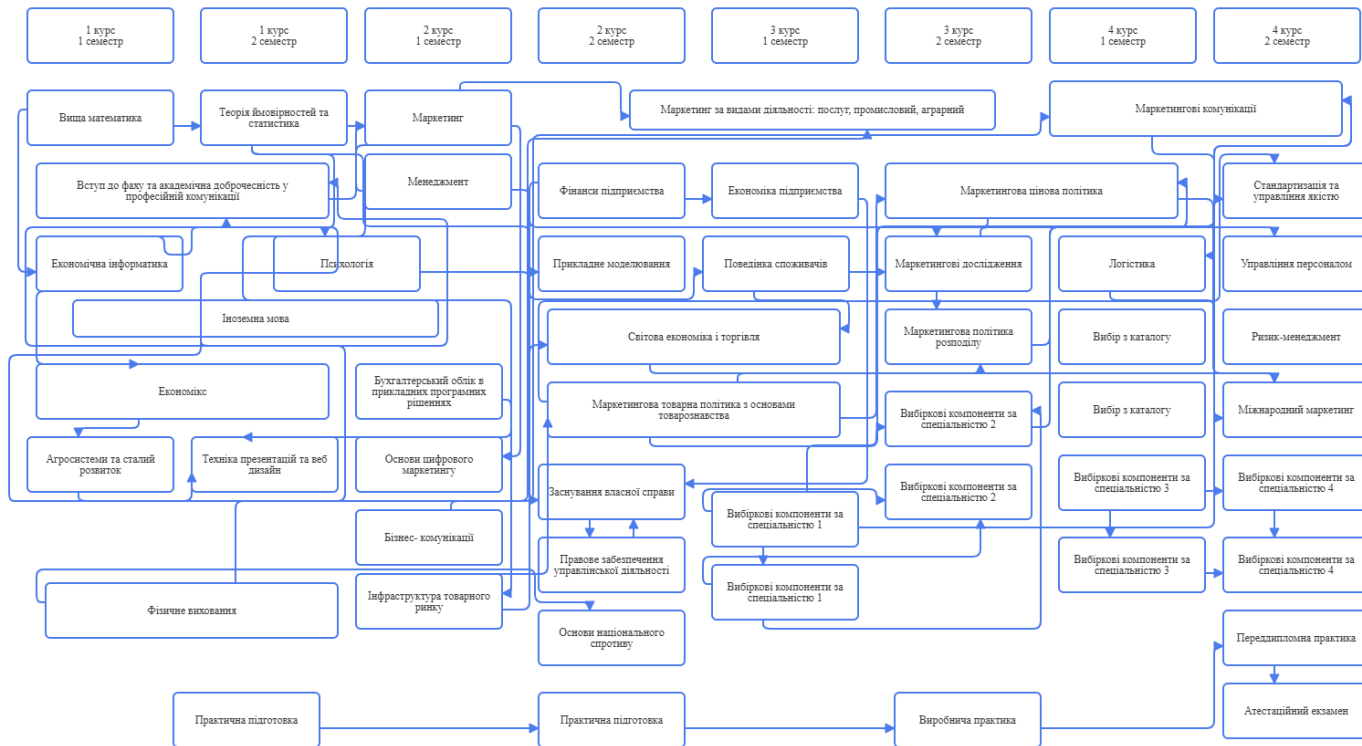 1 курс
1 семестр
1 курс
2 семестр
2 курс
1 семестр
2 курс
2 семестр
3 курс
1 семестр
3 курс
2 семестр
4 курс
1 семестр
4 курс
2 семестр
Вища математика
Теорія ймовірностей та
статистика
Маркетинг
Маркетинг за видами діяльності: послуг, промисловий, аграрний
Маркетингові комунікації
Менеджмент
Вступ до фаху та академічна доброчесність у
професійній комунікації
Фінанси підприємства
Економіка підприємства
Маркетингова цінова політика
Стандартизація та
управління якістю
Економічна інформатика
Психологія
Прикладне моделювання
Поведінка споживачів
Маркетингові дослідження
Логістика
Управління персоналом
Іноземна мова
Світова економіка і торгівля
Маркетингова політика
розподілу
Вибір з каталогу
Ризик-менеджмент
Економікс
Бухгалтерський облік в
прикладних програмних
рішеннях
Маркетингова товарна політика з основами
товарознавства
Вибіркові компоненти за
спеціальністю 2
Вибір з каталогу
Міжнародний маркетинг
Агросистеми та сталий
розвиток
Техніка презентацій та веб
дизайн
Основи цифрового
маркетингу
Заснування власної справи
Вибіркові компоненти за
спеціальністю 1
Вибіркові компоненти за
спеціальністю 2
Вибіркові компоненти за
спеціальністю 3
Вибіркові компоненти за
спеціальністю 4
Бізнес- комунікації
Правове забезпечення
управлінської діяльності
Вибіркові компоненти за
спеціальністю 1
Вибіркові компоненти за
спеціальністю 3
Вибіркові компоненти за
спеціальністю 4
Фізичне виховання
Інфраструктура товарного
ринку
Основи національного
спротиву
Переддипломна практика
Практична підготовка
Практична підготовка
Виробнича практика
Атестаційний екзамен